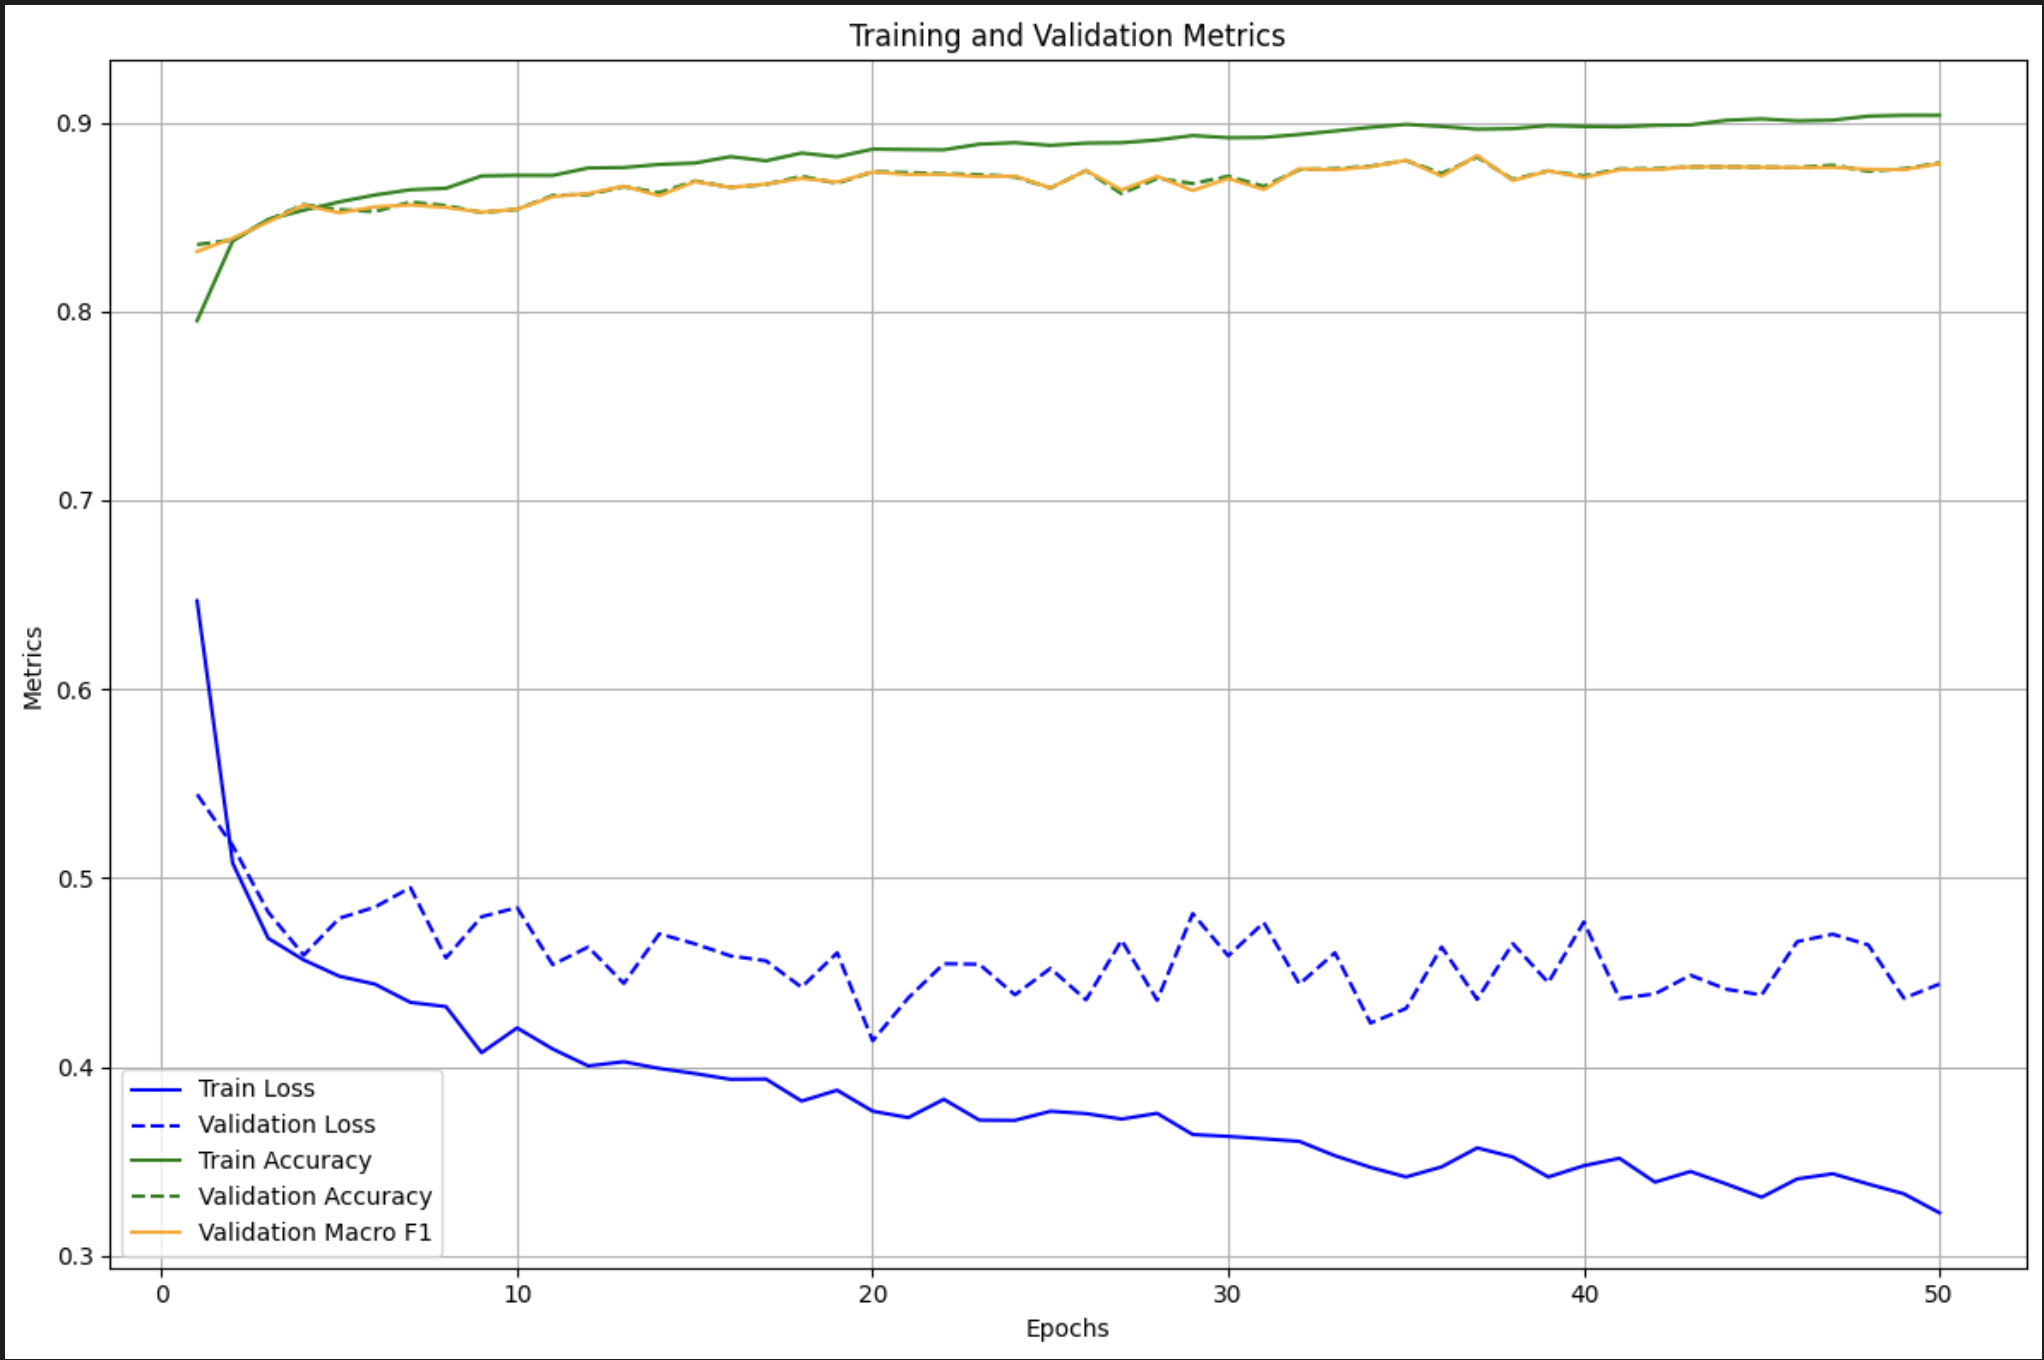 Training and Validation Metrics
0.9
0.8
0.7
0.6
0.5
0.4
0.3
Metrics
Train Loss
Validation Loss
Train Accuracy
Validation Accuracy
Validation Macro F1
0 10 20 30 40 50
Epochs